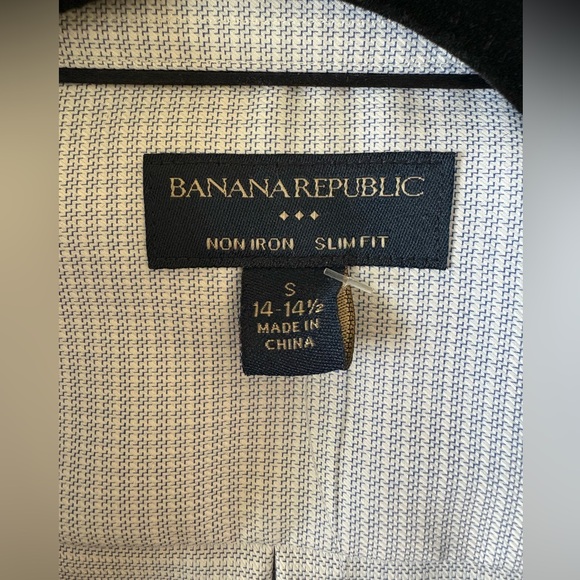 BANANA REPUBLIC
NON IRON SLIM FIT
S
14-14½
MADE IN
CHINA